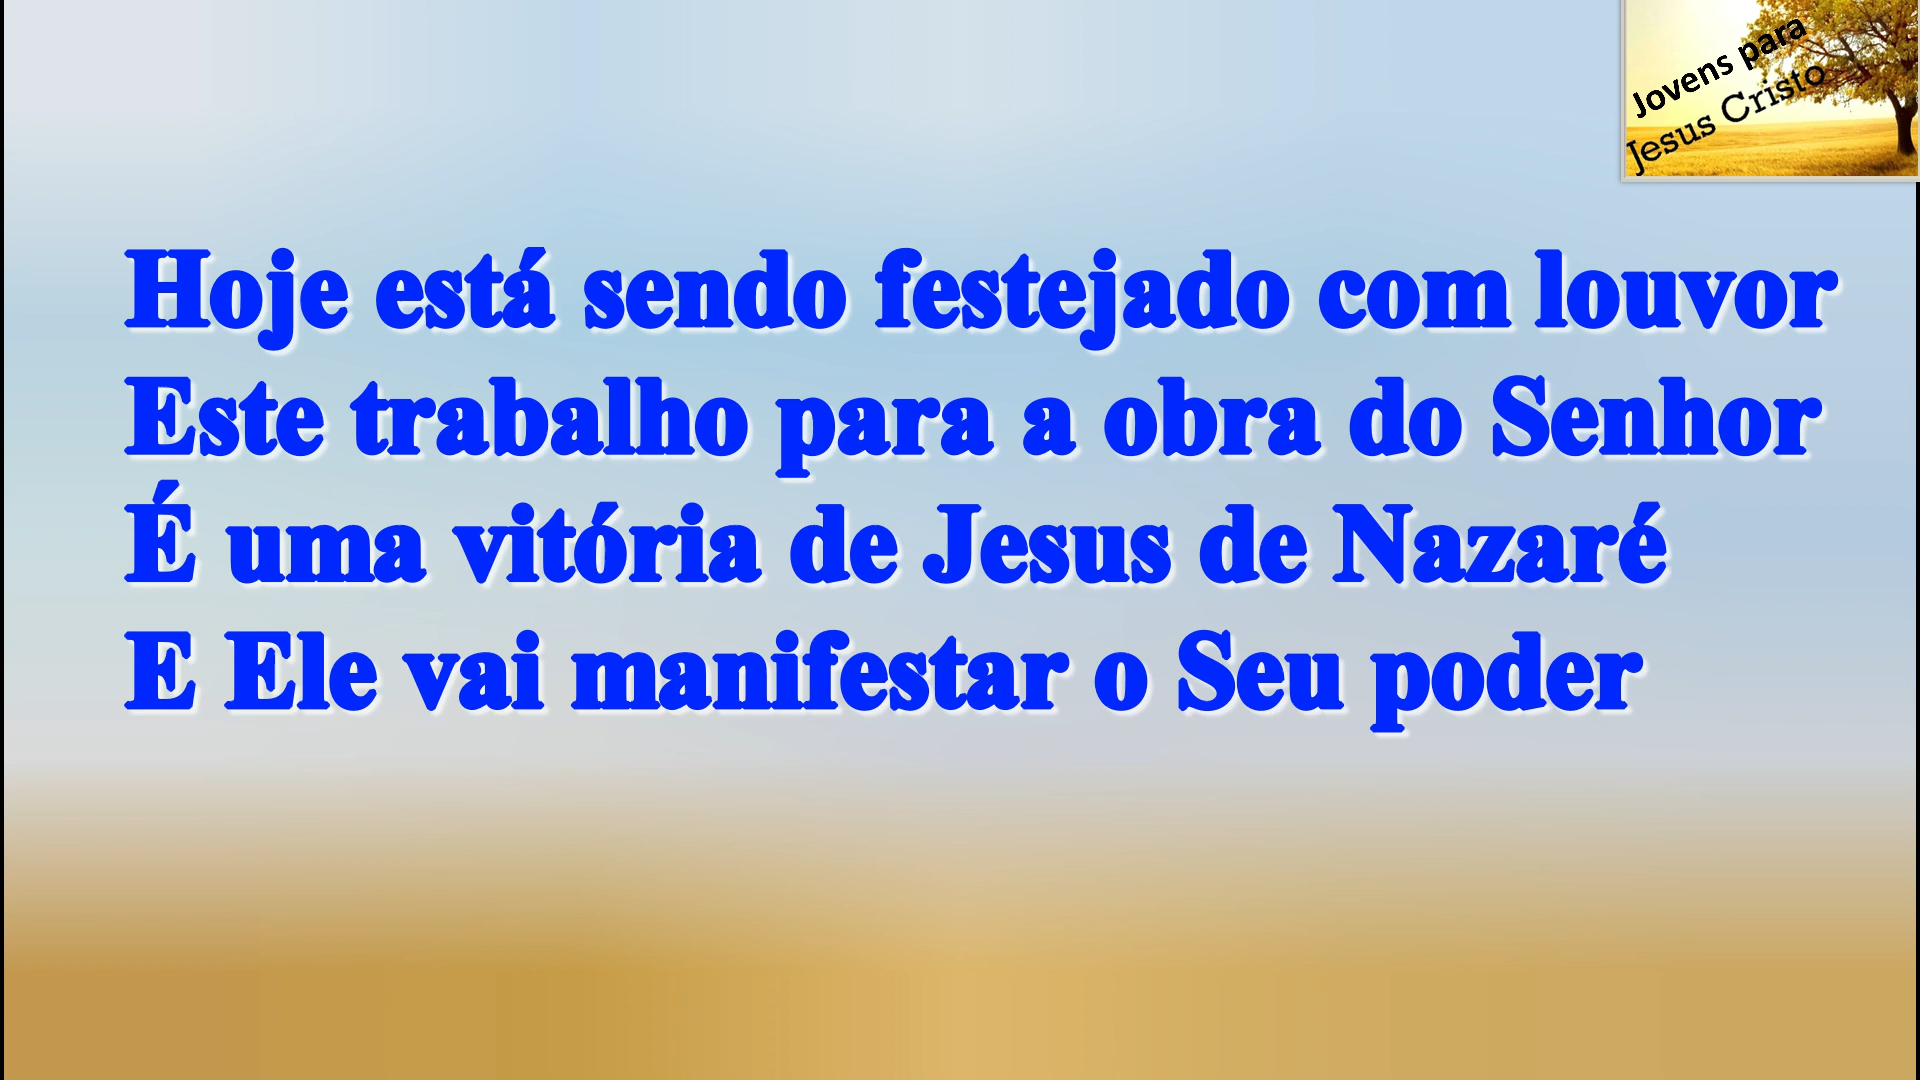 Jovens para
Jesus Cristo
Hoje está sendo festejado com louvor
Este trabalho para a obra do Senhor
É uma vitória de Jesus de Nazaré
E Ele vai manifestar o Seu poder